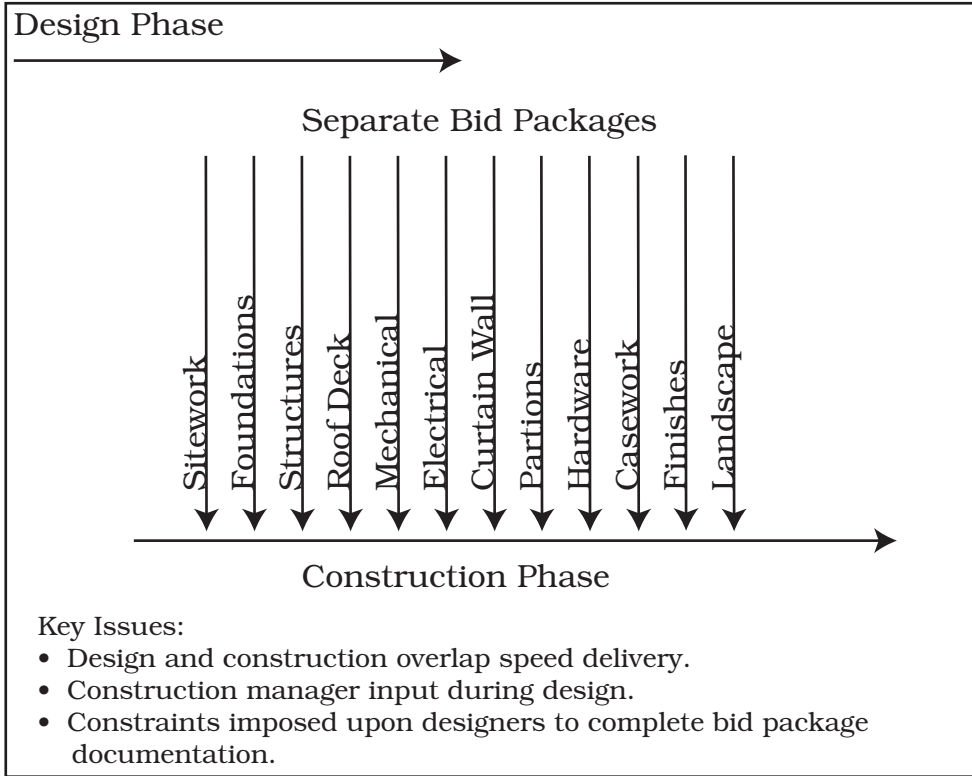 Design Phase
Separate Bid Packages
Sitework
Foundations
Structures
Roof Deck
Mechanical
Electrical
Curtain Wall
Partions
Hardware
Casework
Finishes
Landscape
Construction Phase
Key Issues:
• Design and construction overlap speed delivery.
• Construction manager input during design.
• Constraints imposed upon designers to complete bid package
documentation.